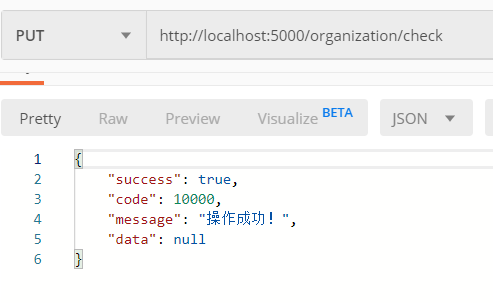 PUT http://localhost:5000/organization/check
Pretty Raw Preview Visualize BETA JSON
1 {
2 "success": true,
3 "code": 10000,
4 "message": "操作成功！",
5 "data": null
6 }